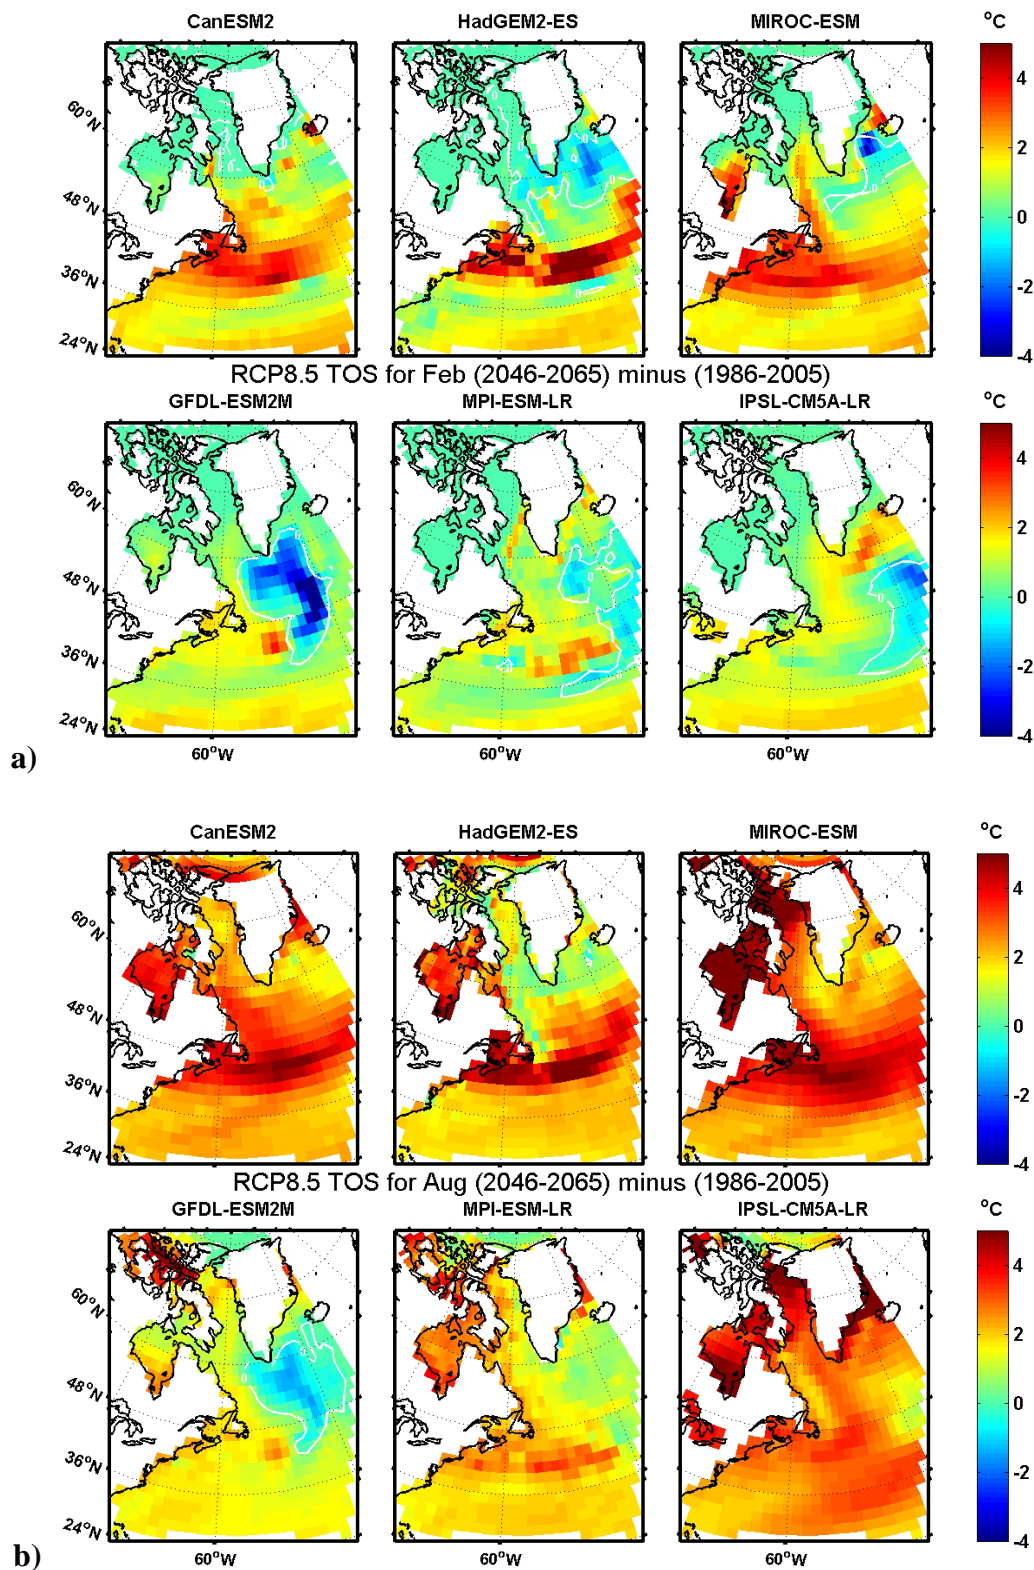 CanESM2 HadGEM2-ES MIROC-ESM °C
60°N
48°N
36°N
24°N
4
2
0
-2
-4
RCP8.5 TOS for Feb (2046-2065) minus (1986-2005)
GFDL-ESM2M MPI-ESM-LR IPSL-CM5A-LR °C
60°N
48°N
36°N
24°N
4
2
0
-2
-4
60°W
a)
CanESM2 HadGEM2-ES MIROC-ESM °C
60°N
48°N
36°N
24°N
4
2
0
-2
-4
RCP8.5 TOS for Aug (2046-2065) minus (1986-2005)
GFDL-ESM2M MPI-ESM-LR IPSL-CM5A-LR °C
60°N
48°N
36°N
24°N
4
2
0
-2
-4
60°W
b)